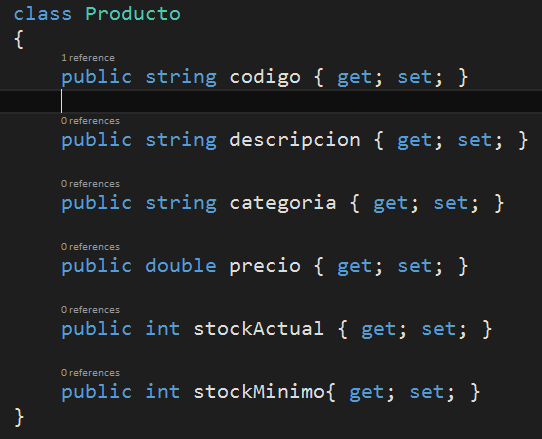 class Producto
{
1 reference
public string codigo { get; set; }
0 references
public string descripcion { get; set; }
0 references
public string categoria { get; set; }
0 references
public double precio { get; set; }
0 references
public int stockActual { get; set; }
0 references
public int stockMinimo{ get; set; }
}